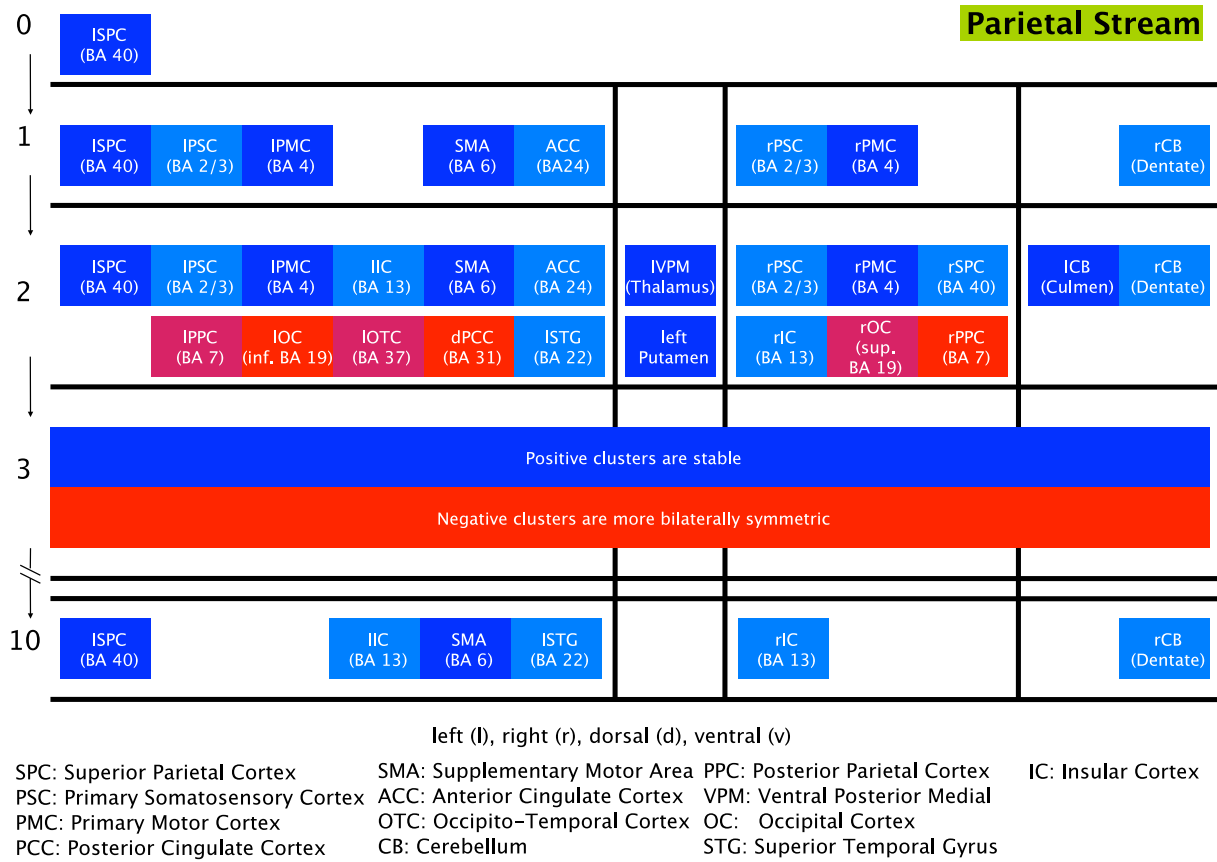 Parietal Stream
0
lSPC
(BA 40)
1
lSPC
(BA 40)
lPSC
(BA 2/3)
lPMC
(BA 4)
SMA
(BA 6)
ACC
(BA24)
rPSC
(BA 2/3)
rPMC
(BA 4)
rCB
(Dentate)
2
lSPC
(BA 40)
lPSC
(BA 2/3)
lPMC
(BA 4)
lIC
(BA 13)
SMA
(BA 6)
ACC
(BA 24)
lVPM
(Thalamus)
rPSC
(BA 2/3)
rPMC
(BA 4)
rSPC
(BA 40)
lCB
(Culmen)
rCB
(Dentate)
lPPC
(BA 7)
lOC
(inf. BA 19)
lOTC
(BA 37)
dPCC
(BA 31)
lSTG
(BA 22)
left
Putamen
rIC
(BA 13)
rOC
(sup.
BA 19)
rPPC
(BA 7)
3
Positive clusters are stable
Negative clusters are more bilaterally symmetric
10
lSPC
(BA 40)
lIC
(BA 13)
SMA
(BA 6)
lSTG
(BA 22)
rIC
(BA 13)
rCB
(Dentate)
left (l), right (r), dorsal (d), ventral (v)
SPC: Superior Parietal Cortex
PSC: Primary Somatosensory Cortex
PMC: Primary Motor Cortex
PCC: Posterior Cingulate Cortex
SMA: Supplementary Motor Area
ACC: Anterior Cingulate Cortex
OTC: Occipito-Temporal Cortex
CB: Cerebellum
PPC: Posterior Parietal Cortex
VPM: Ventral Posterior Medial
OC: Occipital Cortex
STG: Superior Temporal Gyrus
IC: Insular Cortex